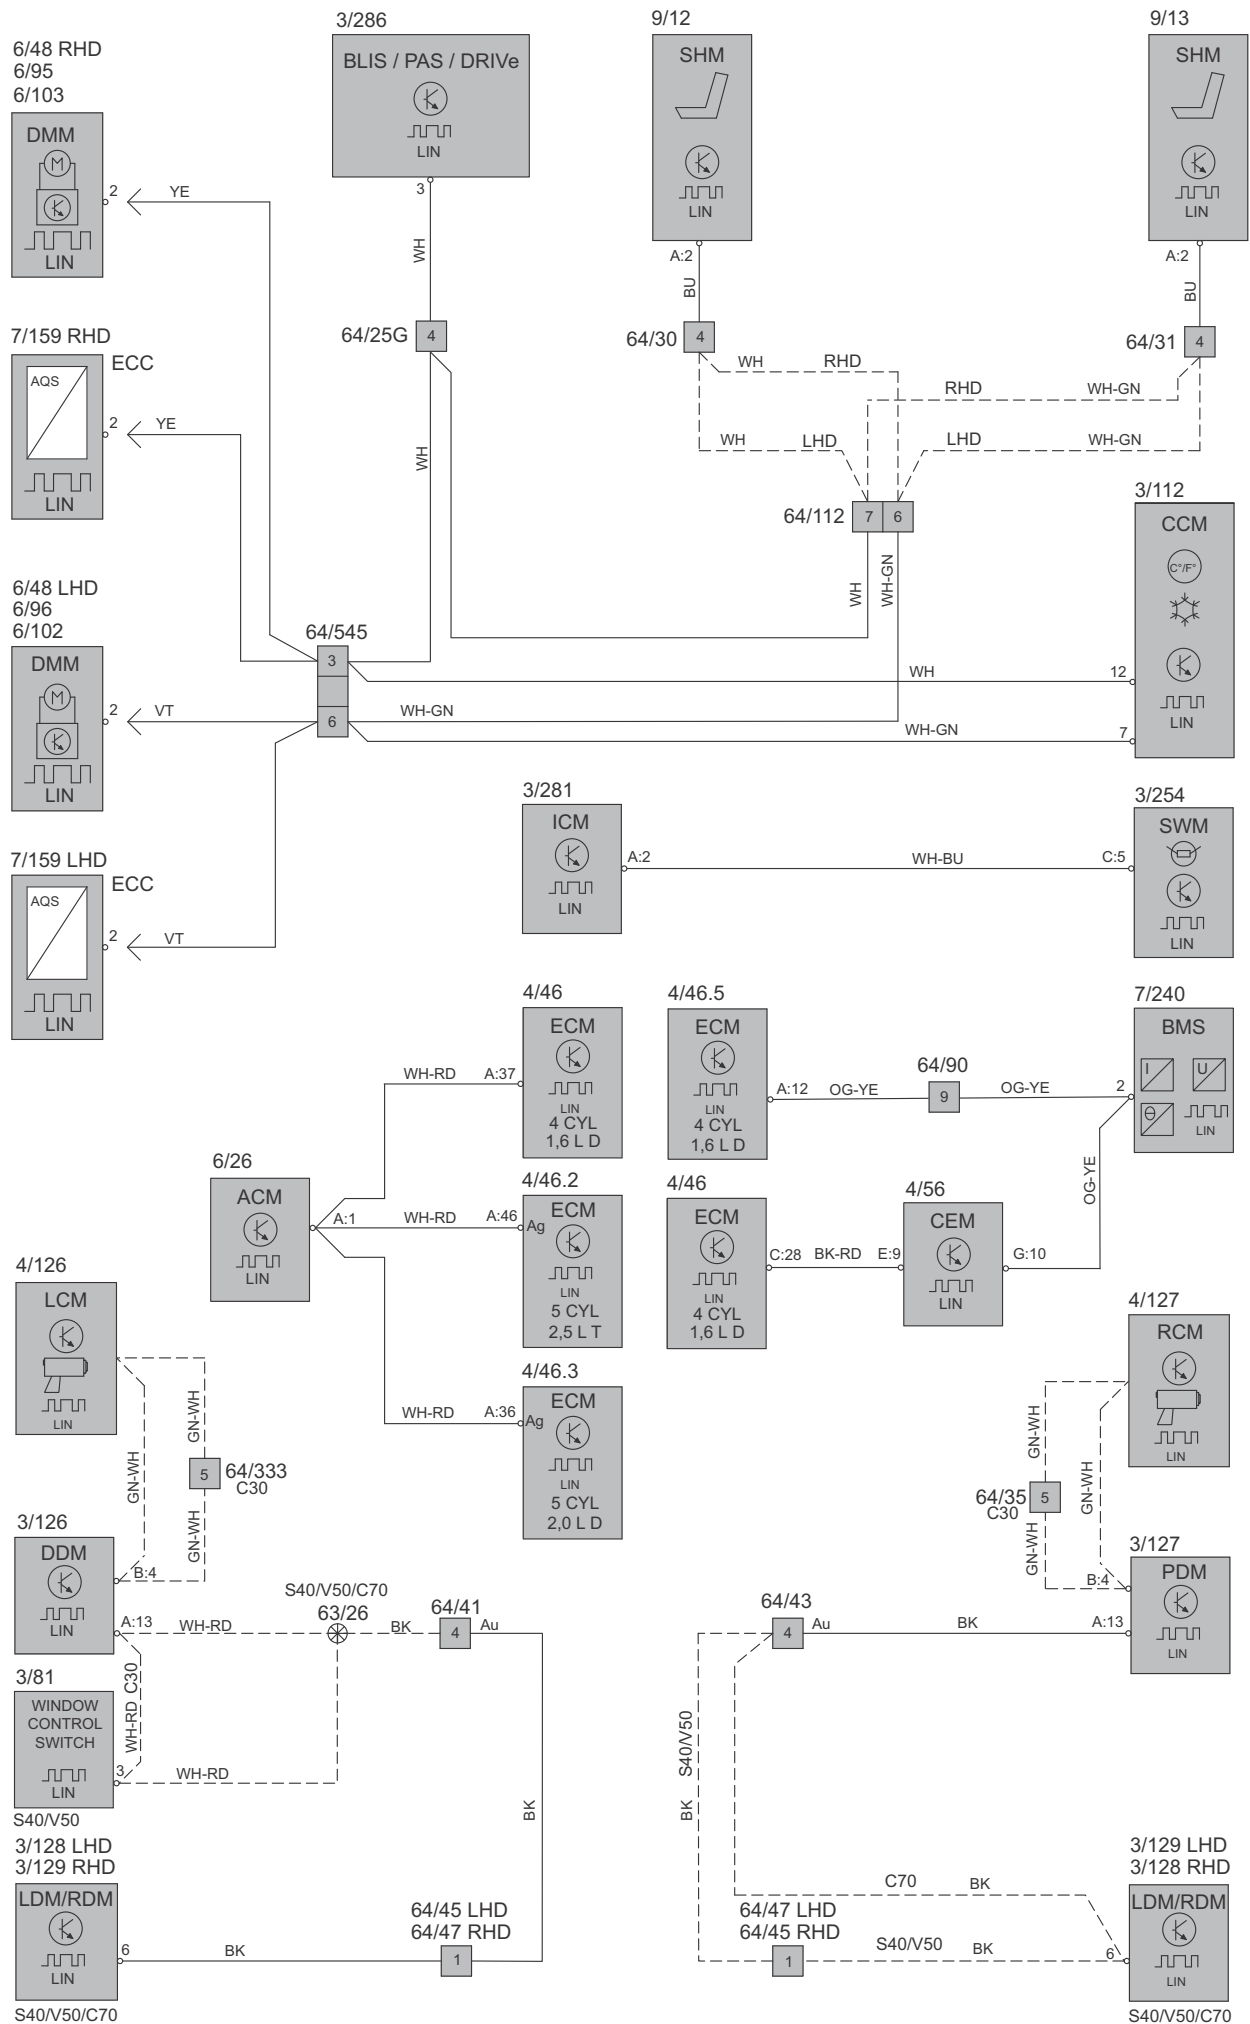 6/48 RHD
6/95
6/103
DMM
M
LIN
2
YE
3/286
BLIS / PAS / DRIVe
LIN
3
WH
64/25G
4
WH
9/12
SHM
LIN
A:2
BU
64/30
4
WH
RHD
WH
LHD
9/13
SHM
LIN
A:2
BU
64/31
4
RHD
WH-GN
LHD
WH-GN
64/112
7
6
WH
WH-GN
7/159 RHD
ECC
AQS
LIN
2
YE
6/48 LHD
6/96
6/102
DMM
M
LIN
2
VT
64/545
3
6
WH-GN
WH
12
WH-GN
7
3/112
CCM
C°/F°
LIN
7/159 LHD
ECC
AQS
LIN
2
VT
3/281
ICM
LIN
A:2
WH-BU
C:5
3/254
SWM
LIN
4/46
ECM
LIN
4 CYL
1,6 L D
WH-RD
A:37
4/46.5
ECM
LIN
4 CYL
1,6 L D
A:12
OG-YE
64/90
9
OG-YE
2
7/240
BMS
I
U
Θ
LIN
OG-YE
6/26
ACM
LIN
A:1
WH-RD
A:46
Ag
4/46.2
ECM
LIN
5 CYL
2,5 L T
4/46
ECM
LIN
4 CYL
1,6 L D
C:28
BK-RD
E:9
4/56
CEM
LIN
G:10
WH-RD
A:36
Ag
4/46.3
ECM
LIN
5 CYL
2,0 L D
4/126
LCM
LIN
GN-WH
GN-WH
5
64/333
C30
GN-WH
4/127
RCM
LIN
GN-WH
GN-WH
64/35
C30
5
GN-WH
3/126
DDM
LIN
B:4
A:13
WH-RD
S40/V50/C70
63/26
BK
64/41
4
Au
WH-RD C30
3/81
WINDOW
CONTROL
SWITCH
LIN
3
WH-RD
S40/V50
BK
3/127
PDM
LIN
B:4
A:13
BK
64/43
4
Au
S40/V50
BK
3/128 LHD
3/129 RHD
LDM/RDM
LIN
6
BK
64/45 LHD
64/47 RHD
1
S40/V50/C70
C70
BK
64/47 LHD
64/45 RHD
1
S40/V50
BK
6
3/129 LHD
3/128 RHD
LDM/RDM
LIN
S40/V50/C70